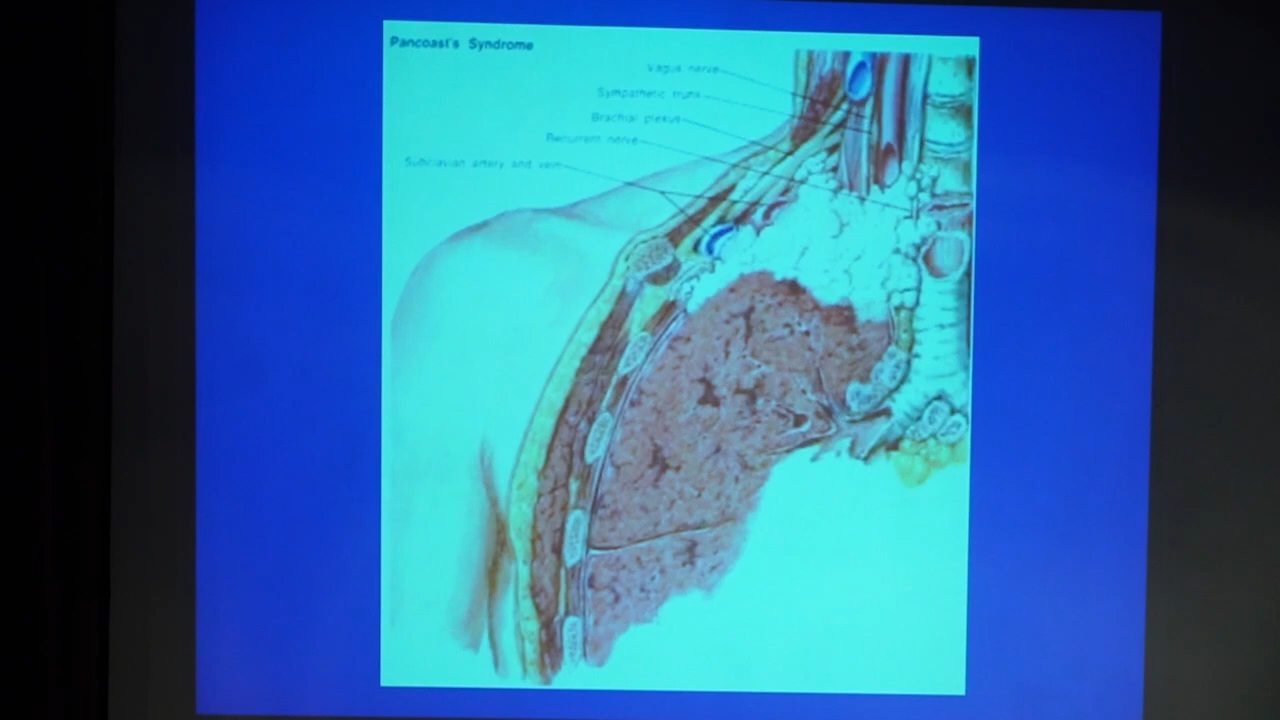 Pancoast's Syndrome
Vagus nerve
Sympathetic trunk
Brachial plexus
Recurrent nerve
Subclavian artery and vein